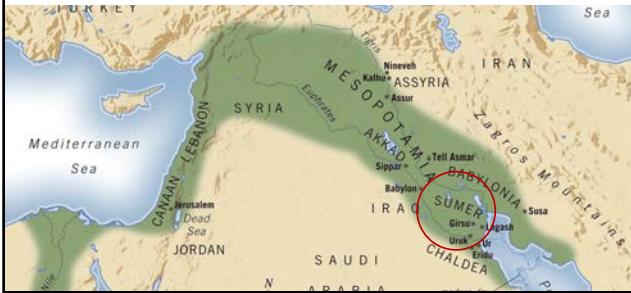 TURKEY
Sea
Tigris
Nineveh
IRAN
Kalhu
ASSYRIA
MESOPOTAMIA
Assur
Euphrates
SYRIA
Zagros Mountains
Mediterranean
Sea
CANAAN
LEBANON
AKKAD
Tell Asmar
Sippar
BABYLONIA
Babylon
Jerusalem
SUMER
Susa
Dead
Sea
IRAQ
Girsu
Lagash
Uruk
Ur
JORDAN
Eridu
CHALDEA
SAUDI
ARABIA
Nile
N